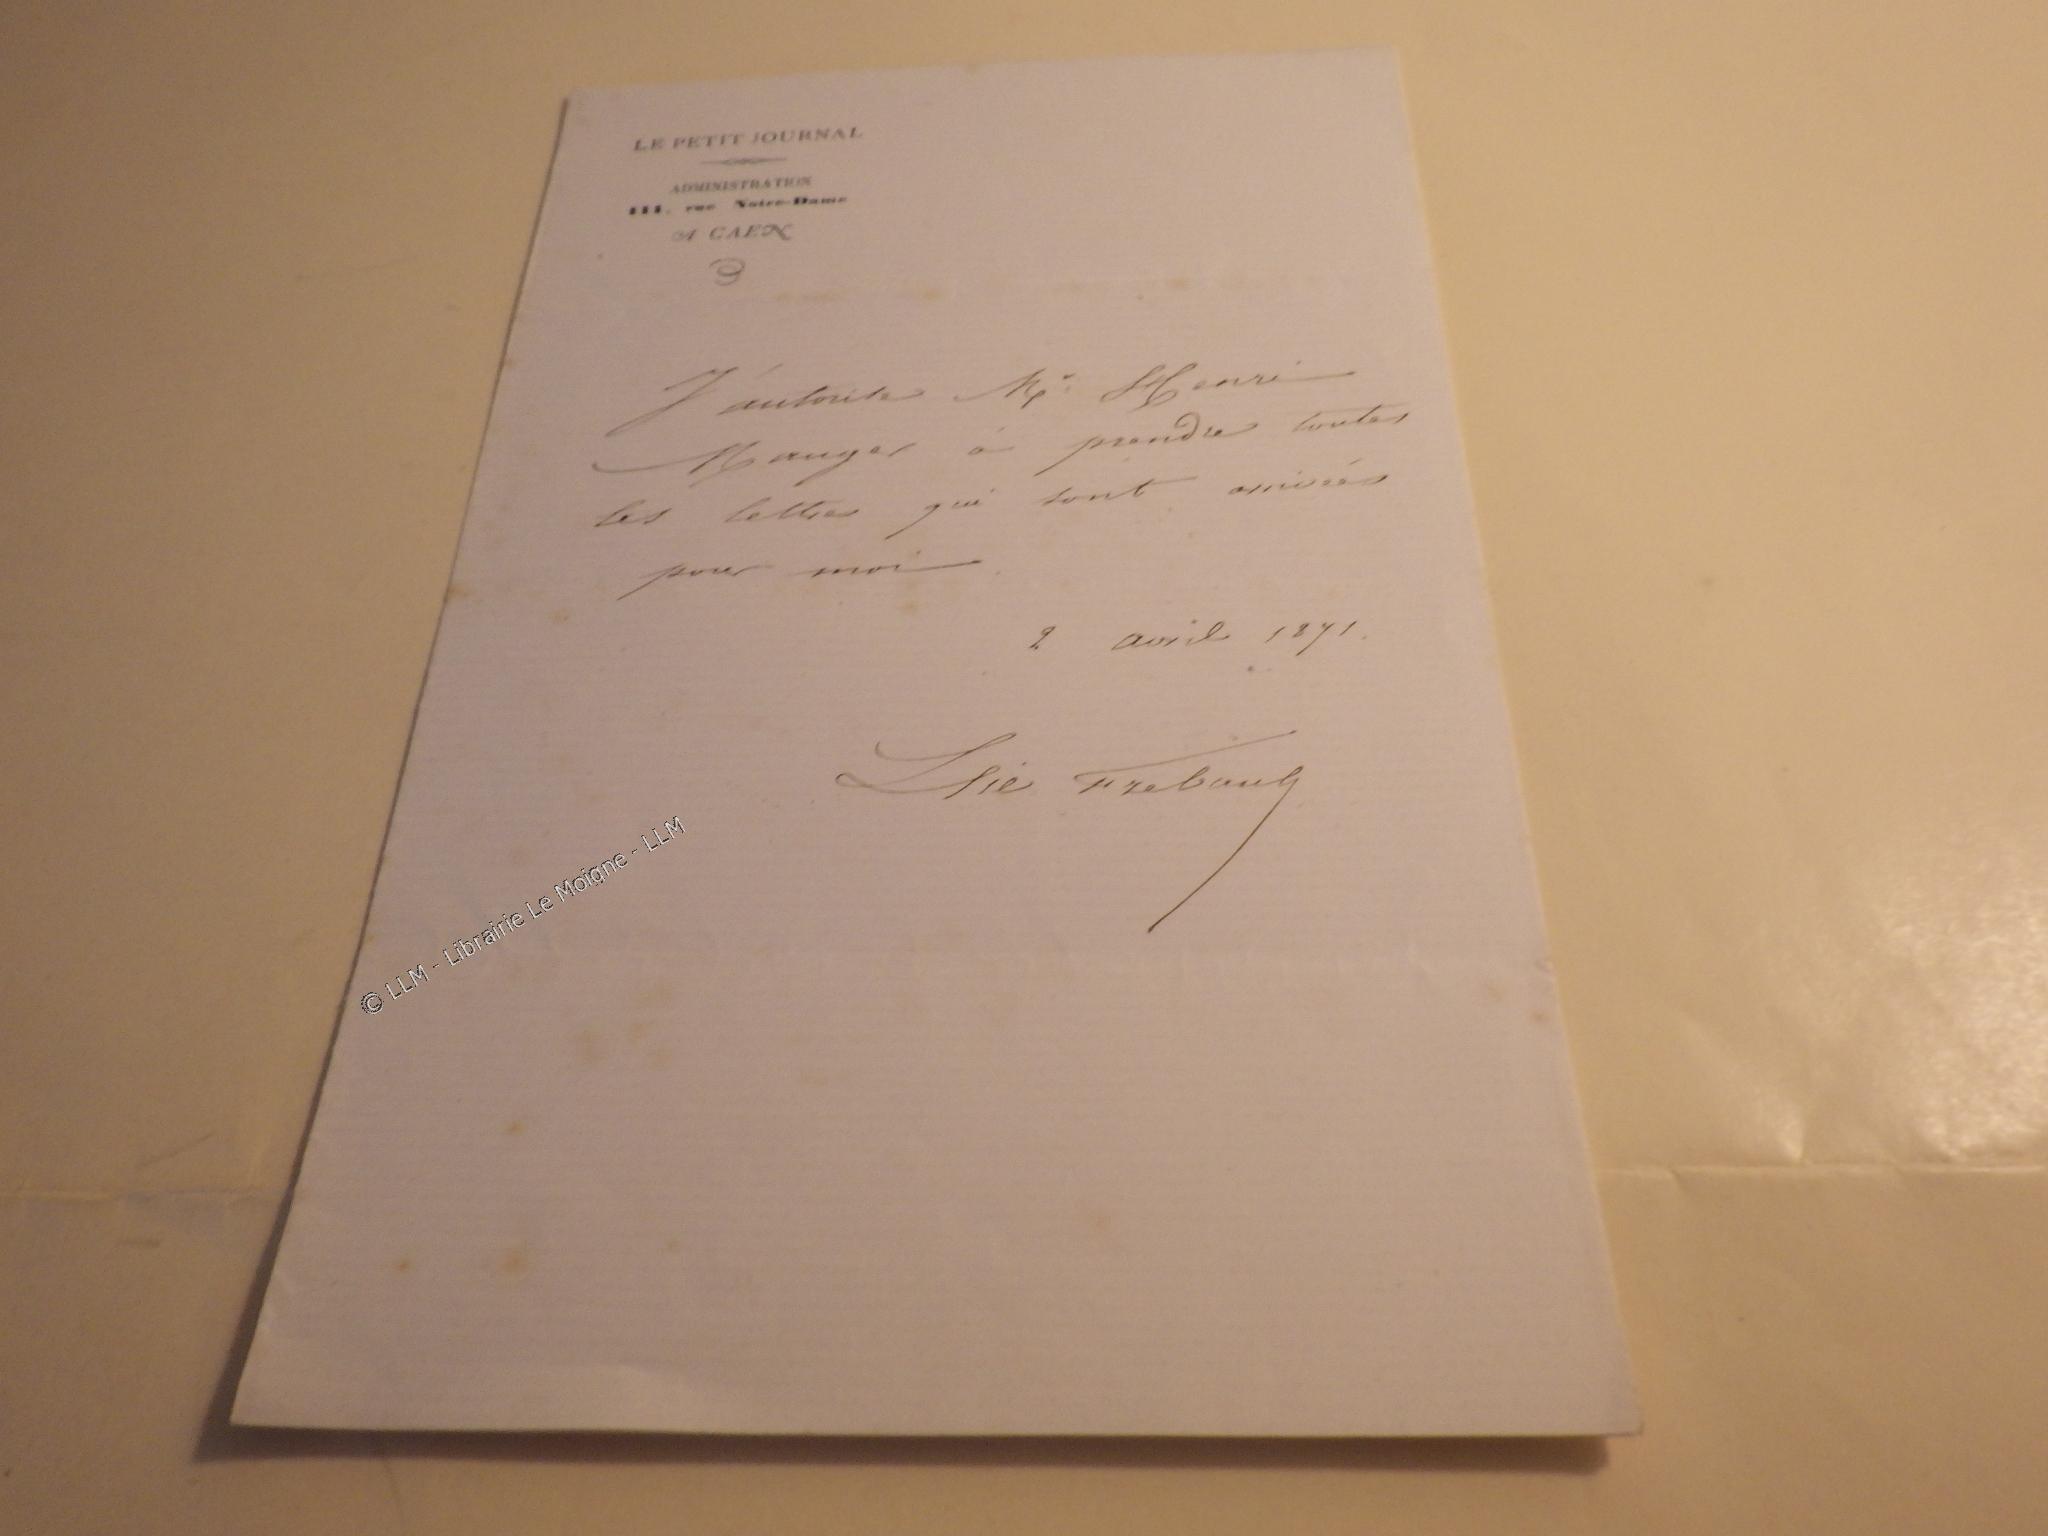 LE PETIT JOURNAL
ADMINISTRATION
111, rue Notre-Dame
A CAEN
J'autorise Mr. Henri
Mauger à prendre toutes
les lettres qui sont arrivées
pour moi.
2 avril 1871.
Elie Frébault
© LLM - Librairie Le Moigne - LLM